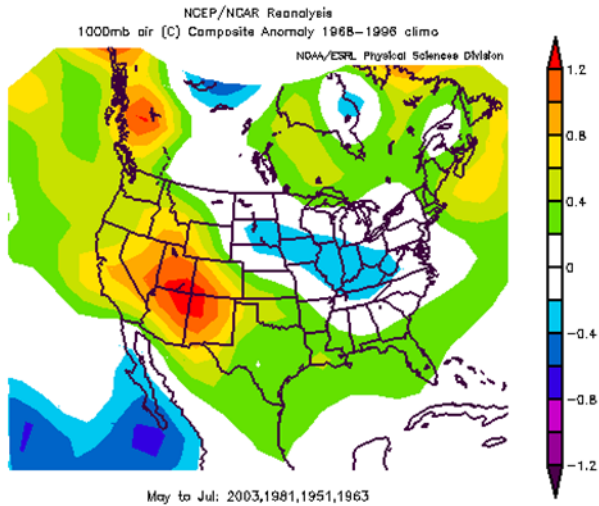 NCEP/NCAR Reanalysis
1000mb air (C) Composite Anomaly 1968-1996 climo
NOAA/ESRL Physical Sciences Division
1.2
0.8
0.4
0
-0.4
-0.8
-1.2
May to Jul: 2003,1981,1951,1963